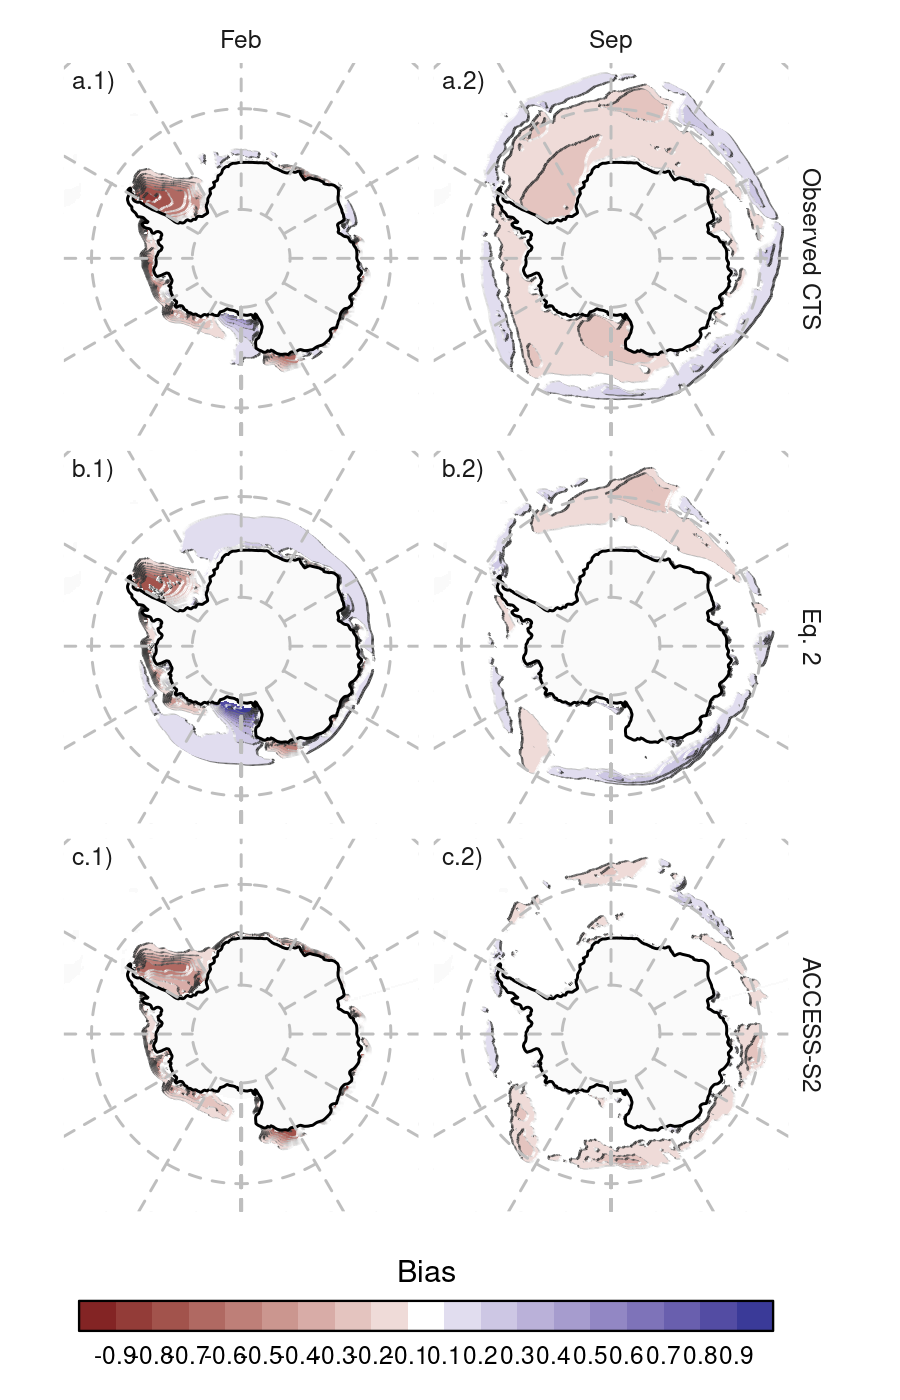 Feb
Sep
a.1)
a.2)
Observed CTS
b.1)
b.2)
Eq. 2
c.1)
c.2)
ACCESS-S2
Bias
-0.9-0.8-0.7-0.6-0.5-0.4-0.3-0.2-0.1 0.1 0.2 0.3 0.4 0.5 0.6 0.7 0.8 0.9